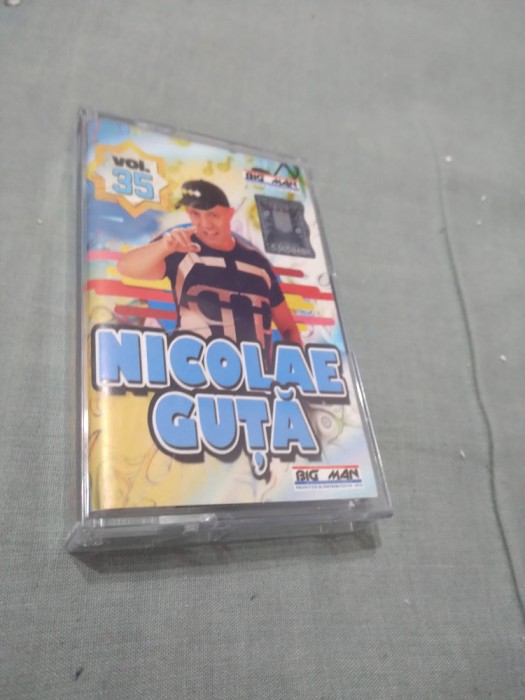 vol.
35
BIG MAN
NICOLAE
GUȚĂ
BIG MAN